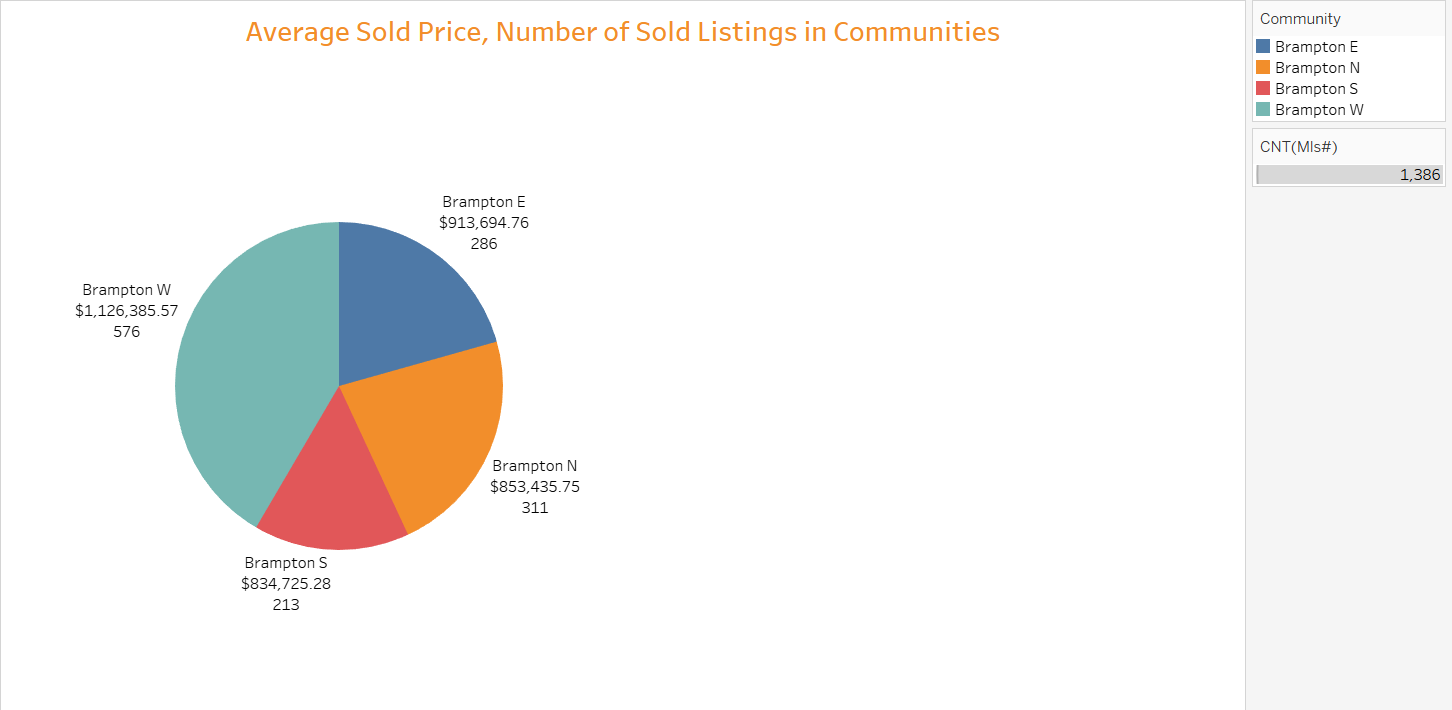 Average Sold Price, Number of Sold Listings in Communities
Brampton E
$913,694.76
286
Brampton W
$1,126,385.57
576
Brampton N
$853,435.75
311
Brampton S
$834,725.28
213
Community
Brampton E
Brampton N
Brampton S
Brampton W
CNT(Mls#)
1,386